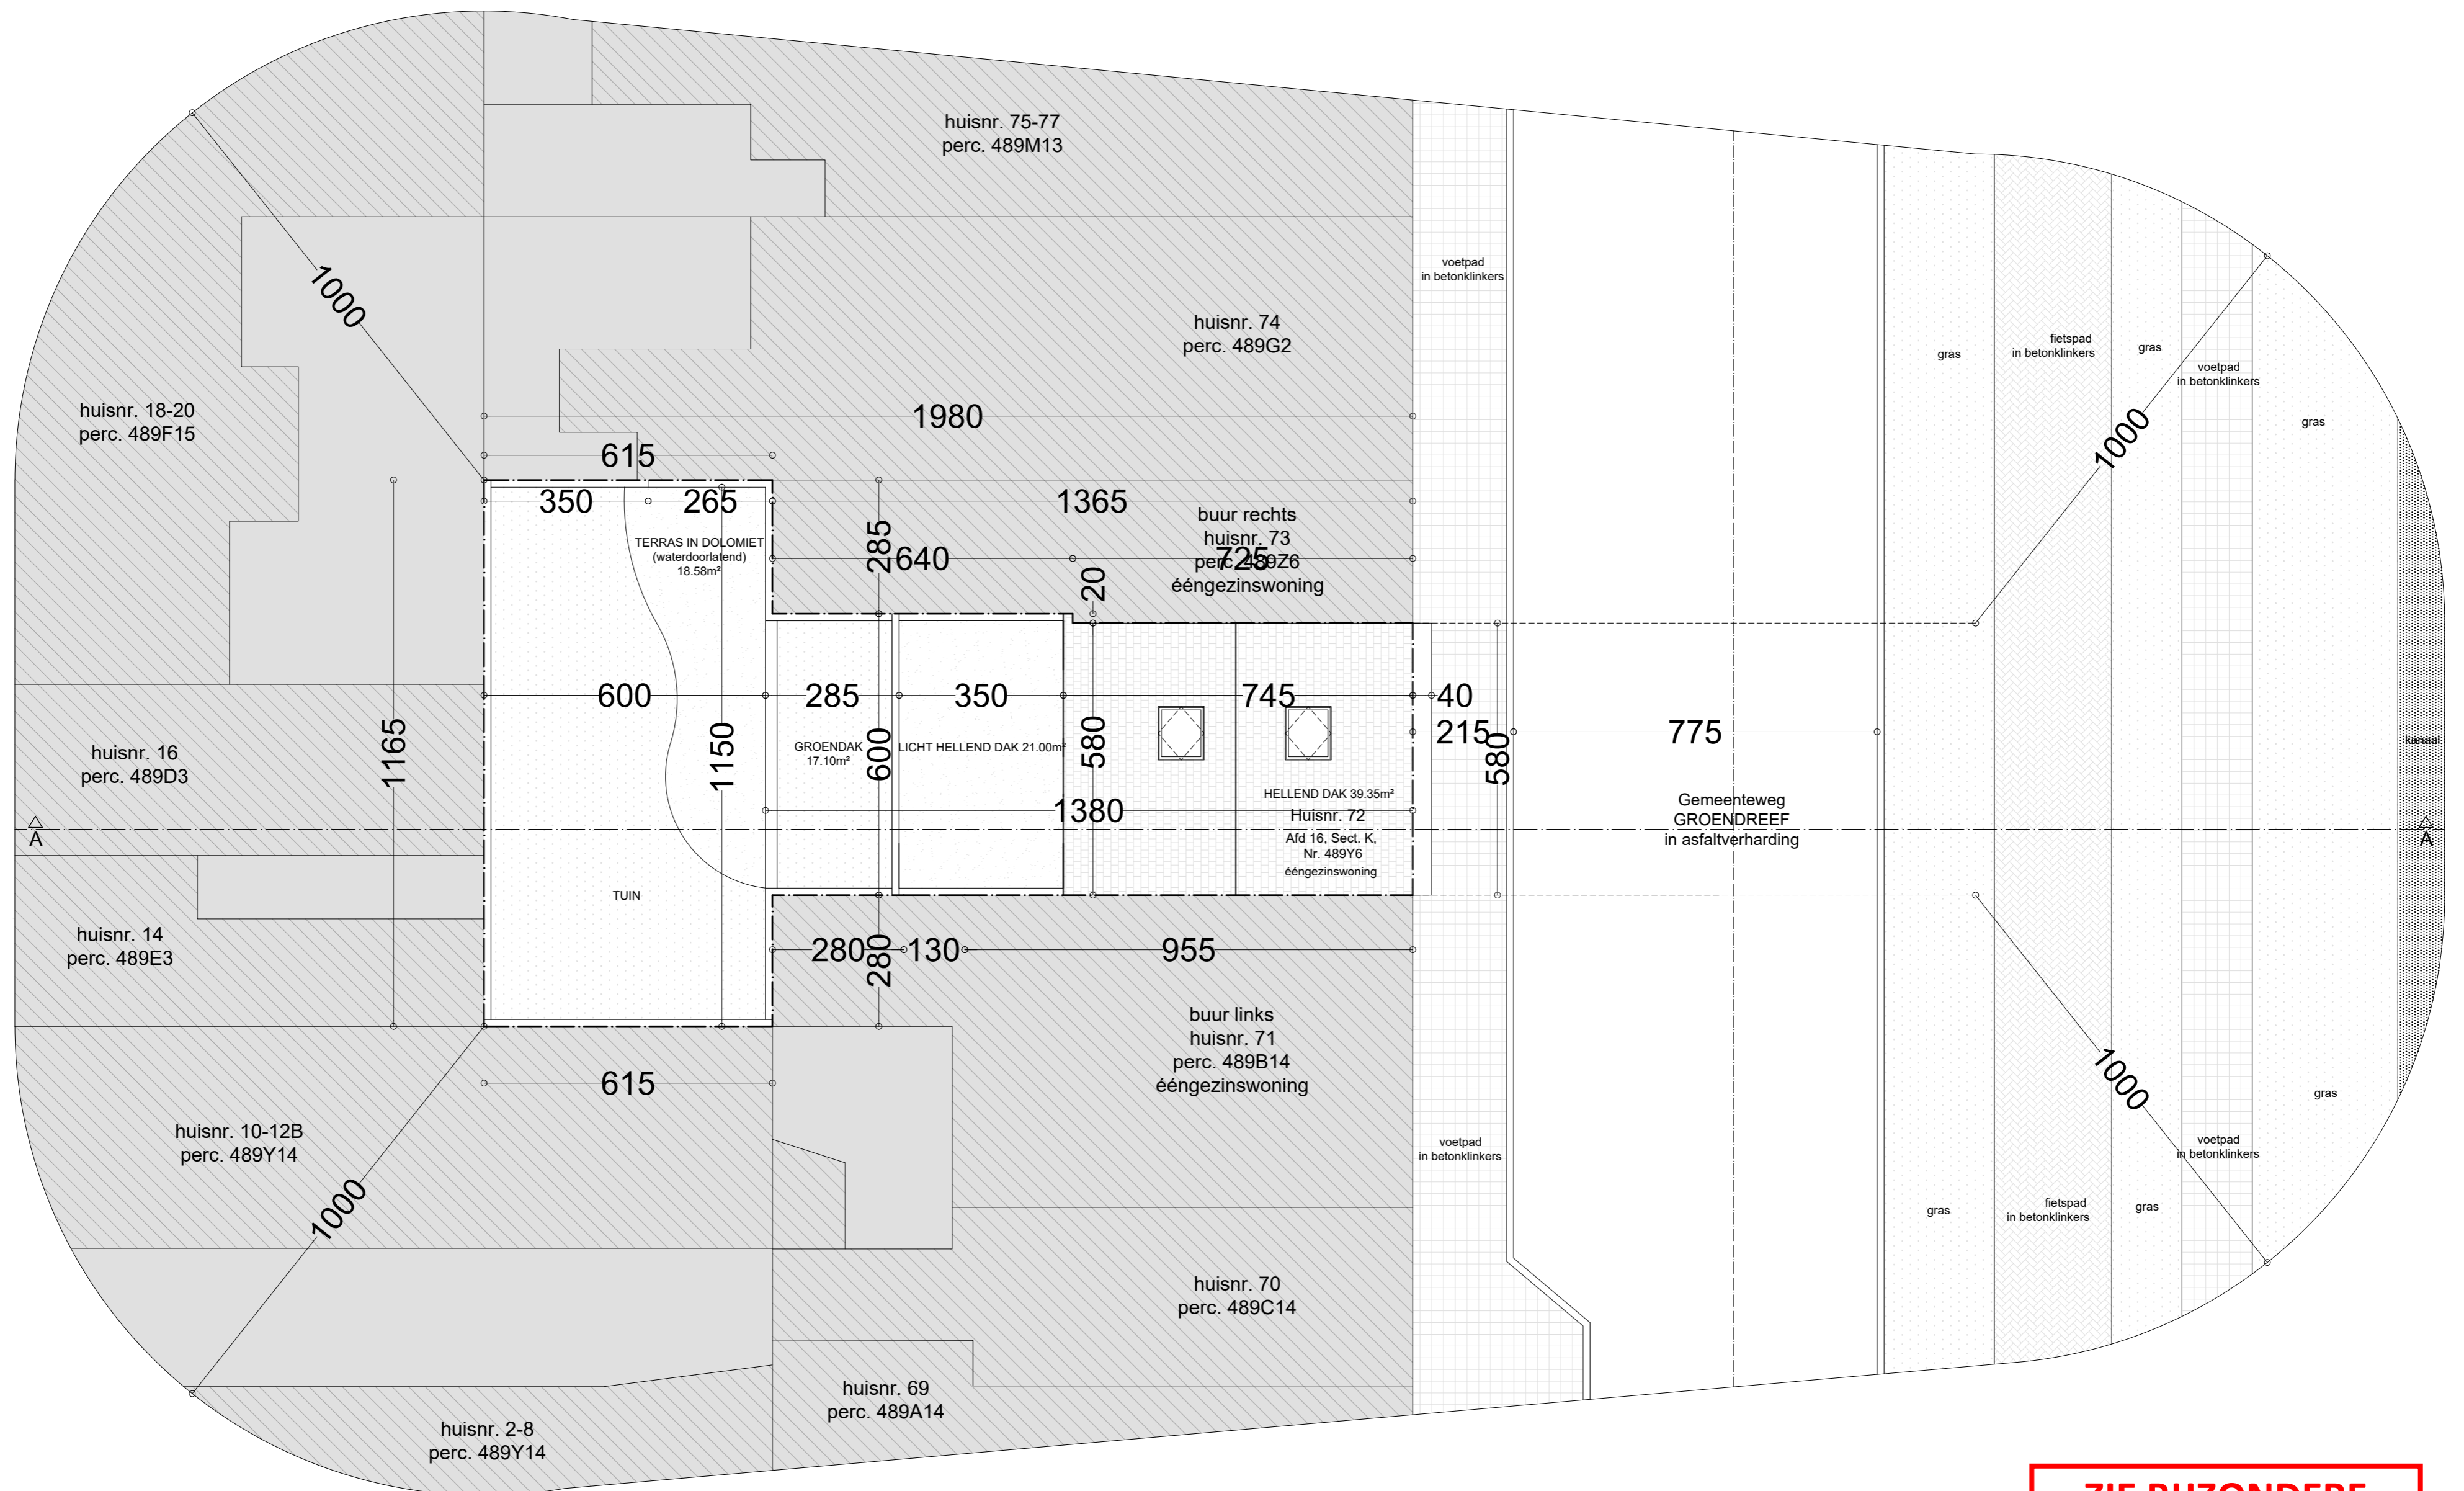 huisnr. 75-77
perc. 489M13
huisnr. 74
perc. 489G2
huisnr. 18-20
perc. 489F15
1000
1980
615
350
265
1365
285
640
725
20
buur rechts
huisnr. 73
perc. 489Z6
ééngezinswoning
TERRAS IN DOLOMIET
(waterdoorlatend)
18.58m²
voetpad
in betonklinkers
gras
fietspad
in betonklinkers
gras
voetpad
in betonklinkers
gras
1000
huisnr. 16
perc. 489D3
1165
600
285
350
745
40
215
775
1150
600
580
580
GROENDAK
17.10m²
LICHT HELLEND DAK 21.00m²
1380
HELLEND DAK 39.35m²
Huisnr. 72
Afd 16, Sect. K,
Nr. 489Y6
ééngezinswoning
Gemeenteweg
GROENDREEF
in asfaltverharding
kanaal
A
A
TUIN
huisnr. 14
perc. 489E3
280
280
130
955
buur links
huisnr. 71
perc. 489B14
ééngezinswoning
615
huisnr. 10-12B
perc. 489Y14
1000
huisnr. 70
perc. 489C14
huisnr. 69
perc. 489A14
huisnr. 2-8
perc. 489Y14
voetpad
in betonklinkers
gras
fietspad
in betonklinkers
gras
voetpad
in betonklinkers
gras
1000
ZIE BIJZONDERE